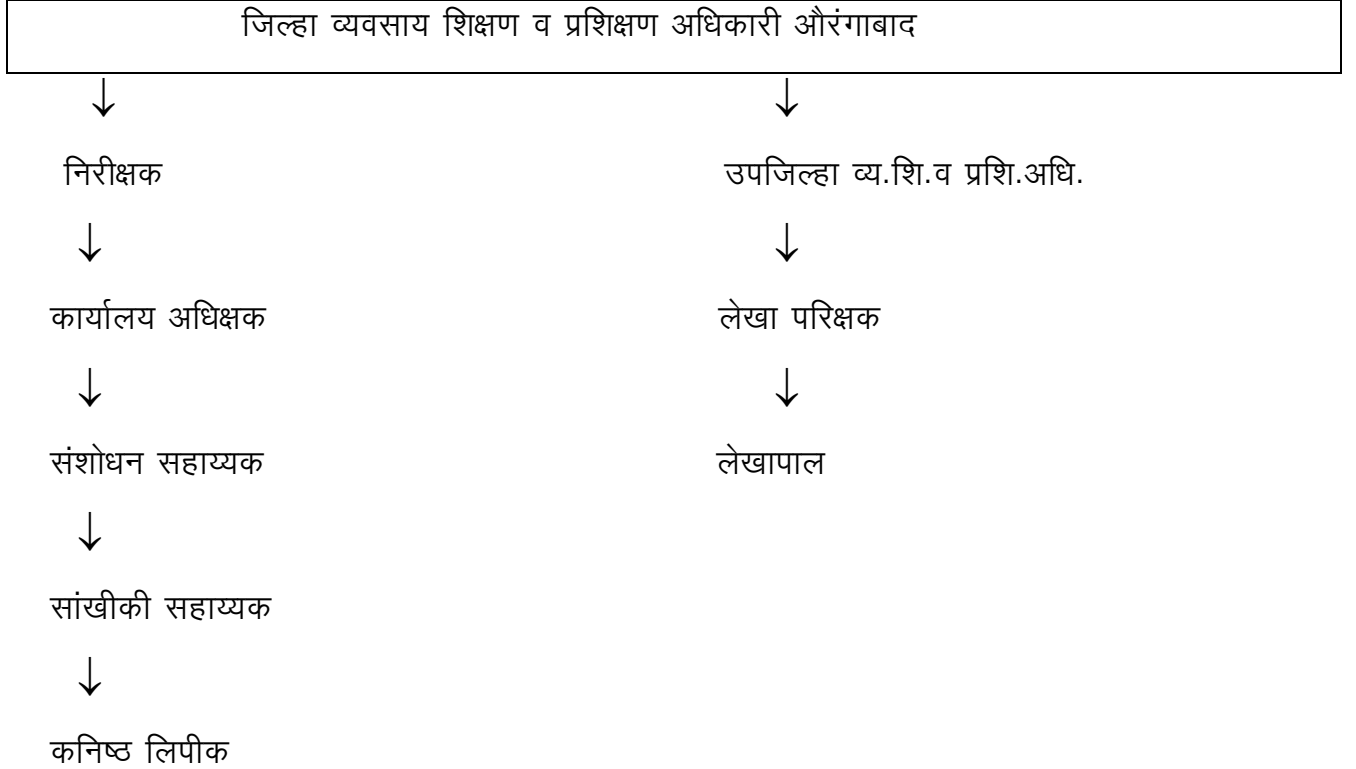 जिल्हा व्यवसाय शिक्षण व प्रशिक्षण अधिकारी औरंगाबाद
↓ ↓
निरीक्षक उपजिल्हा व्य.शि.व प्रशि.अधि.
↓ ↓
कार्यालय अधिक्षक लेखा परिक्षक
↓ ↓
संशोधन सहाय्यक लेखापाल
↓
सांखीकी सहाय्यक
↓
कनिष्ठ लिपीक